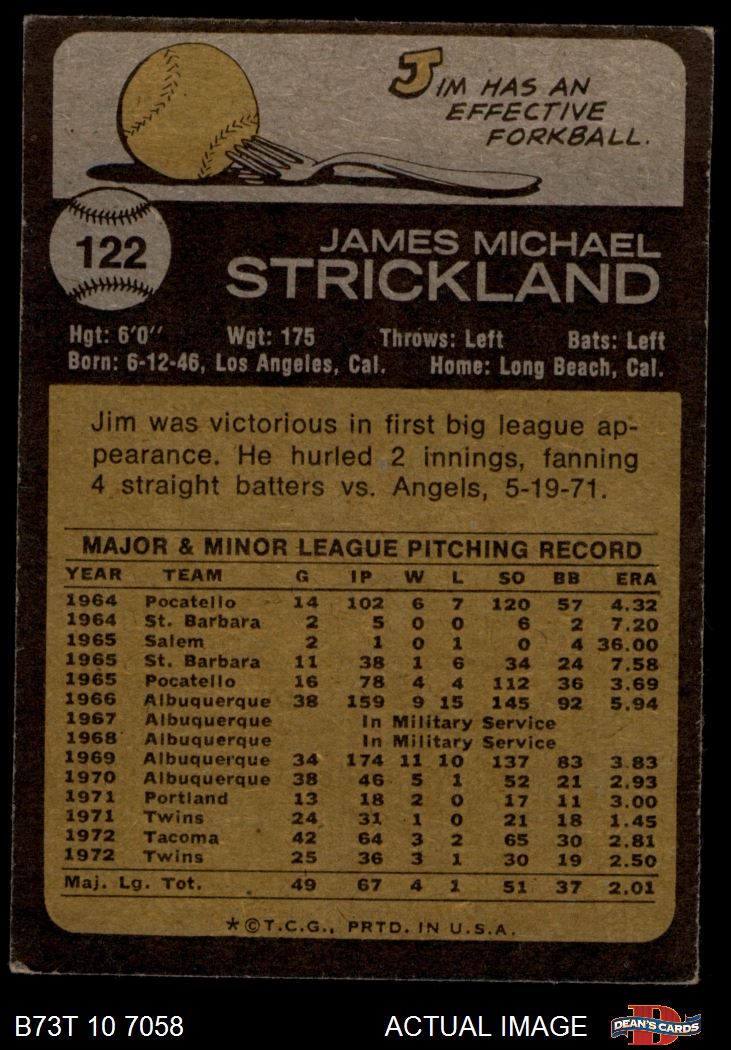 JIM HAS AN
EFFECTIVE
FORKBALL.
122
JAMES MICHAEL
STRICKLAND
Hgt: 6'0" Wgt: 175 Throws: Left Bats: Left
Born: 6-12-46, Los Angeles, Cal. Home: Long Beach, Cal.
Jim was victorious in first big league ap-
pearance. He hurled 2 innings, fanning
4 straight batters vs. Angels, 5-19-71.
MAJOR & MINOR LEAGUE PITCHING RECORD
YEAR TEAM G IP W L SO BB ERA
1964 Pocatello 14 102 6 7 120 57 4.32
1964 St. Barbara 2 5 0 0 6 2 7.20
1965 Salem 2 1 0 1 0 4 36.00
1965 St. Barbara 11 38 1 6 34 24 7.58
1965 Pocatello 16 78 4 4 112 36 3.69
1966 Albuquerque 38 159 9 15 145 92 5.94
1967 Albuquerque In Military Service
1968 Albuquerque In Military Service
1969 Albuquerque 34 174 11 10 137 83 3.83
1970 Albuquerque 38 46 5 1 52 21 2.93
1971 Portland 13 18 2 0 17 11 3.00
1971 Twins 24 31 1 0 21 18 1.45
1972 Tacoma 42 64 3 2 65 30 2.81
1972 Twins 25 36 3 1 30 19 2.50
Maj. Lg. Tot. 49 67 4 1 51 37 2.01
*©T.C.G., PRTD. IN U.S.A.
B73T 10 7058 ACTUAL IMAGE DEAN'S CARDS